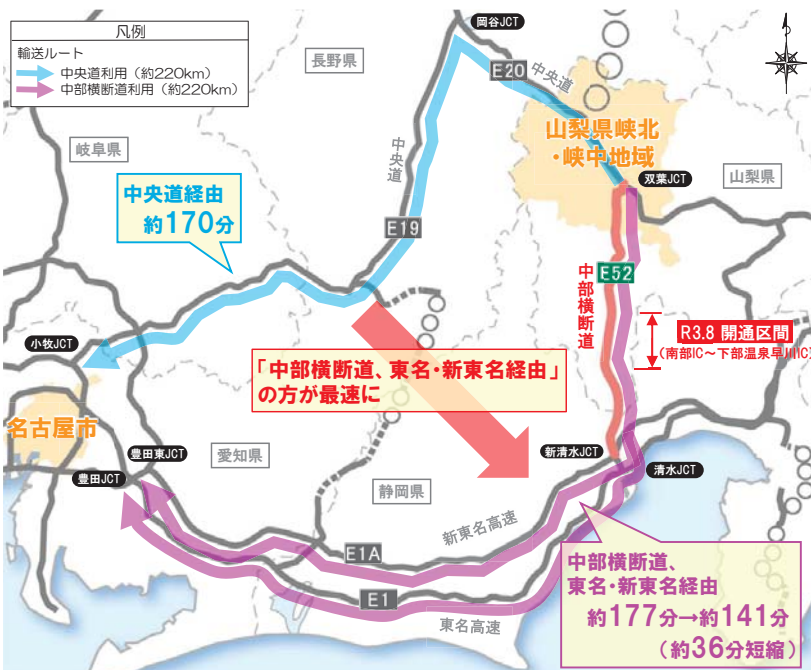 凡例
輸送ルート
中央道利用（約220km）
中部横断道利用（約220km）
岡谷JCT
長野県
E20
中央道
山梨県峡北
・峡中地域
岐阜県
中央道
双葉JCT
山梨県
中央道経由
約170分
E19
E52
中部横断道
R3.8 開通区間
（南部IC～下部温泉早川IC）
小牧JCT
「中部横断道、東名・新東名経由」
の方が最速に
名古屋市
豊田東JCT
豊田JCT
愛知県
新清水JCT
清水JCT
静岡県
新東名高速
E1A
E1
東名高速
中部横断道、
東名・新東名経由
約177分→約141分
（約36分短縮）